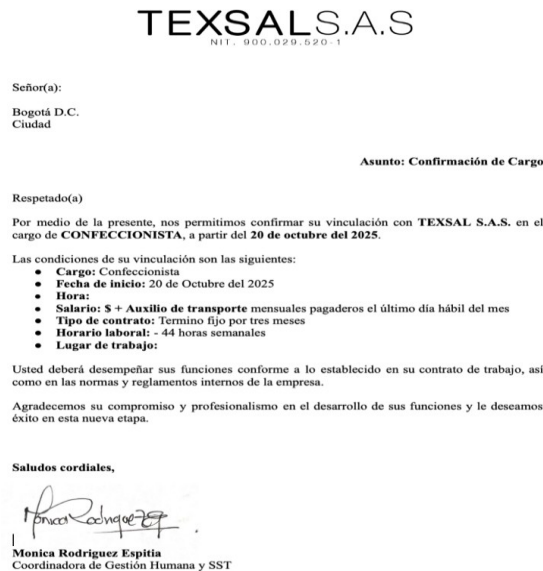 TEXSAL S.A.S
NIT. 900.029.520-1
Señor(a):
Bogotá D.C.
Ciudad
Asunto: Confirmación de Cargo
Respetado(a)
Por medio de la presente, nos permitimos confirmar su vinculación con TEXSAL S.A.S. en el
cargo de CONFECCIONISTA, a partir del 20 de octubre del 2025.
Las condiciones de su vinculación son las siguientes:
● Cargo: Confeccionista
● Fecha de inicio: 20 de Octubre del 2025
● Hora:
● Salario: $ + Auxilio de transporte mensuales pagaderos el último día hábil del mes
● Tipo de contrato: Termino fijo por tres meses
● Horario laboral: - 44 horas semanales
● Lugar de trabajo:
Usted deberá desempeñar sus funciones conforme a lo establecido en su contrato de trabajo, así
como en las normas y reglamentos internos de la empresa.
Agradecemos su compromiso y profesionalismo en el desarrollo de sus funciones y le deseamos
éxito en esta nueva etapa.
Saludos cordiales,
Monica Rodriguez E
Monica Rodriguez Espitia
Coordinadora de Gestión Humana y SST